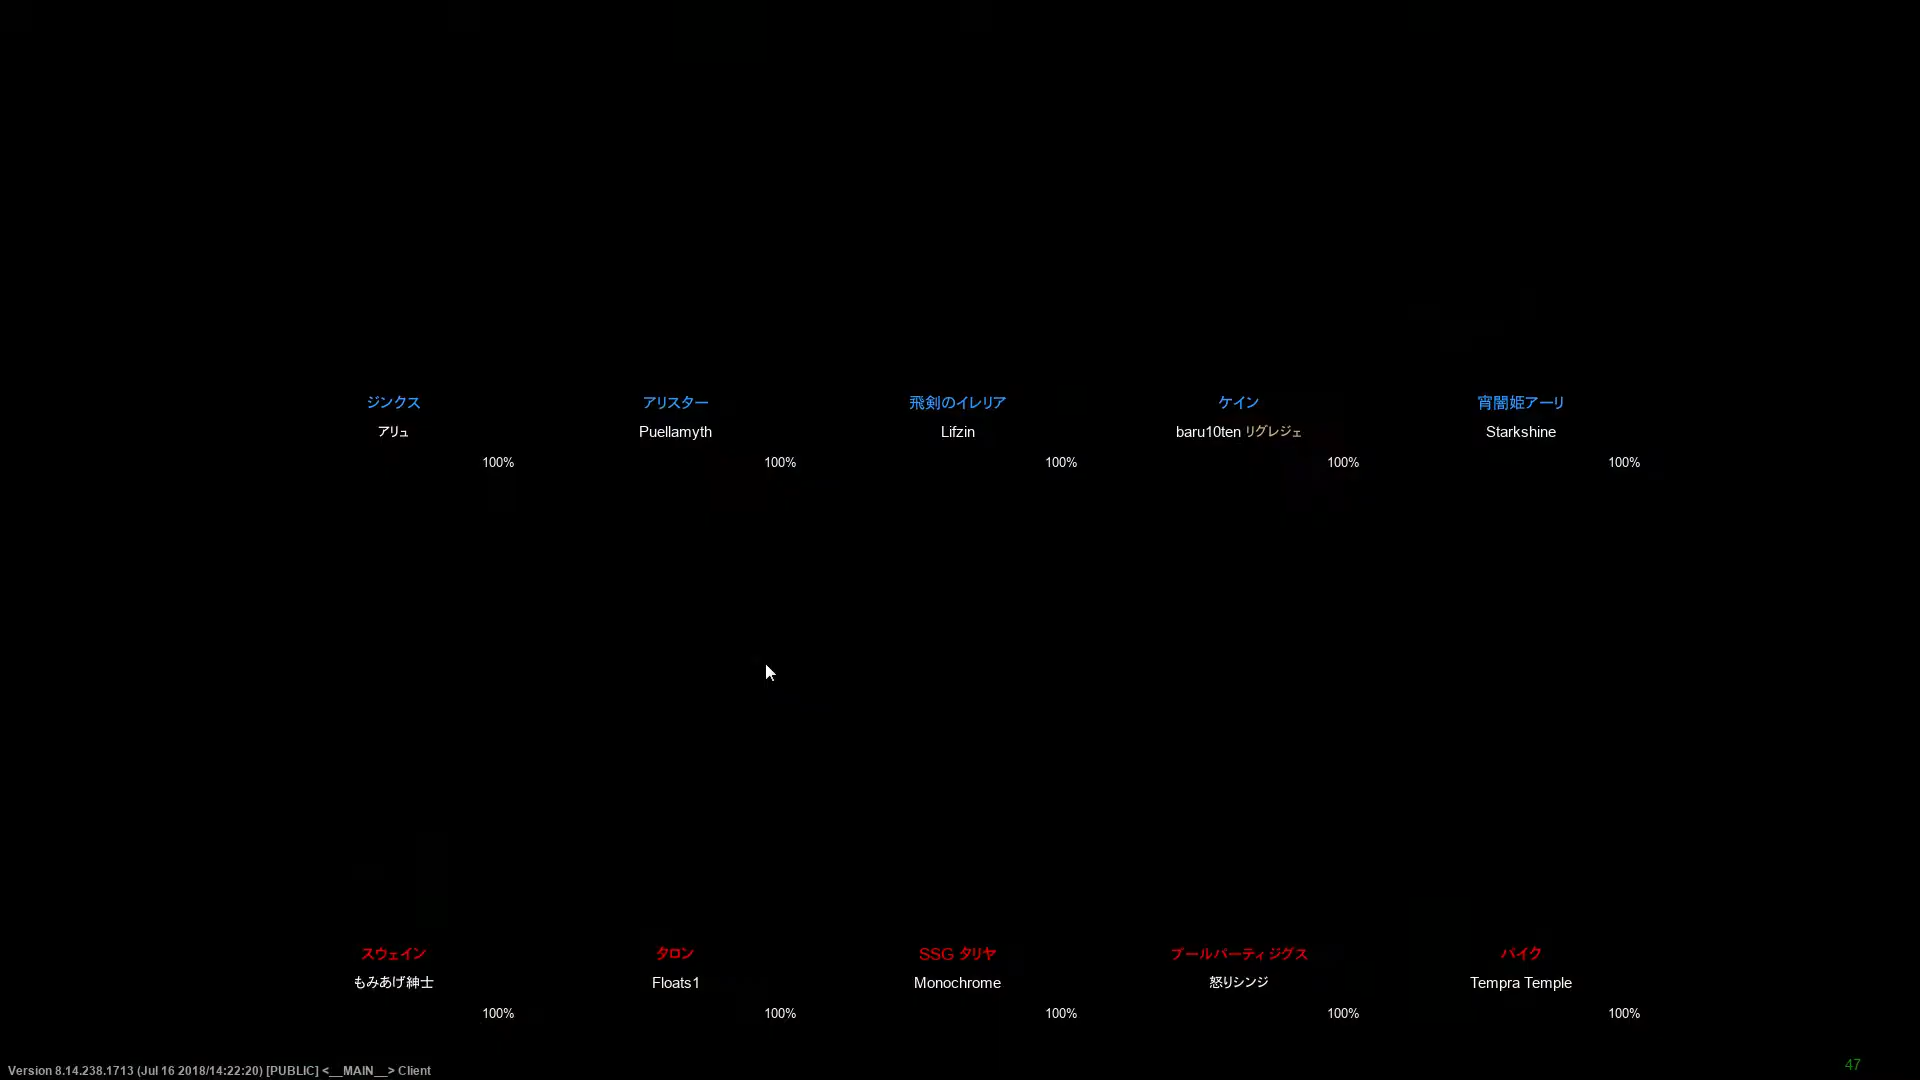 ジンクス アリスター 飛剣のイレリア ケイン 宵闇姫アーリ
アリュ Puellamyth Lifzin baru10ten リグレジェ Starkshine
100% 100% 100% 100% 100%
スウェイン タロン SSG タリヤ プールパーティ ジグス パイク
もみあげ紳士 Floats1 Monochrome 怒りシンジ Tempra Temple
100% 100% 100% 100% 100%
Version 8.14.238.1713 (Jul 16 2018/14:22:20) [PUBLIC] <__MAIN__> Client 47